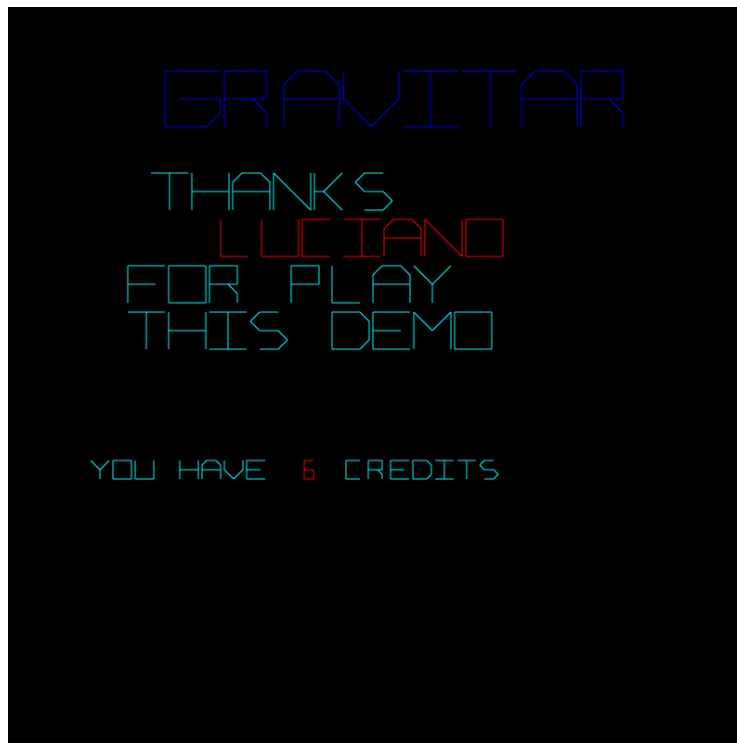 GRAVITAR
THANKS
LUCIANO
FOR PLAY
THIS DEMO
YOU HAVE 6 CREDITS